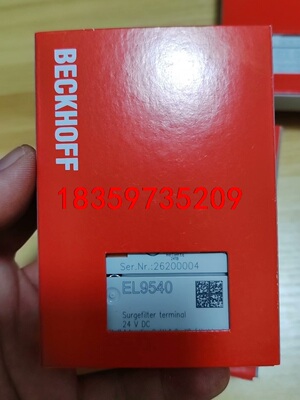 BECKHOFF
18359735209
Ser.Nr.:26200004
EL9540
Surgefilter terminal
24 V DC